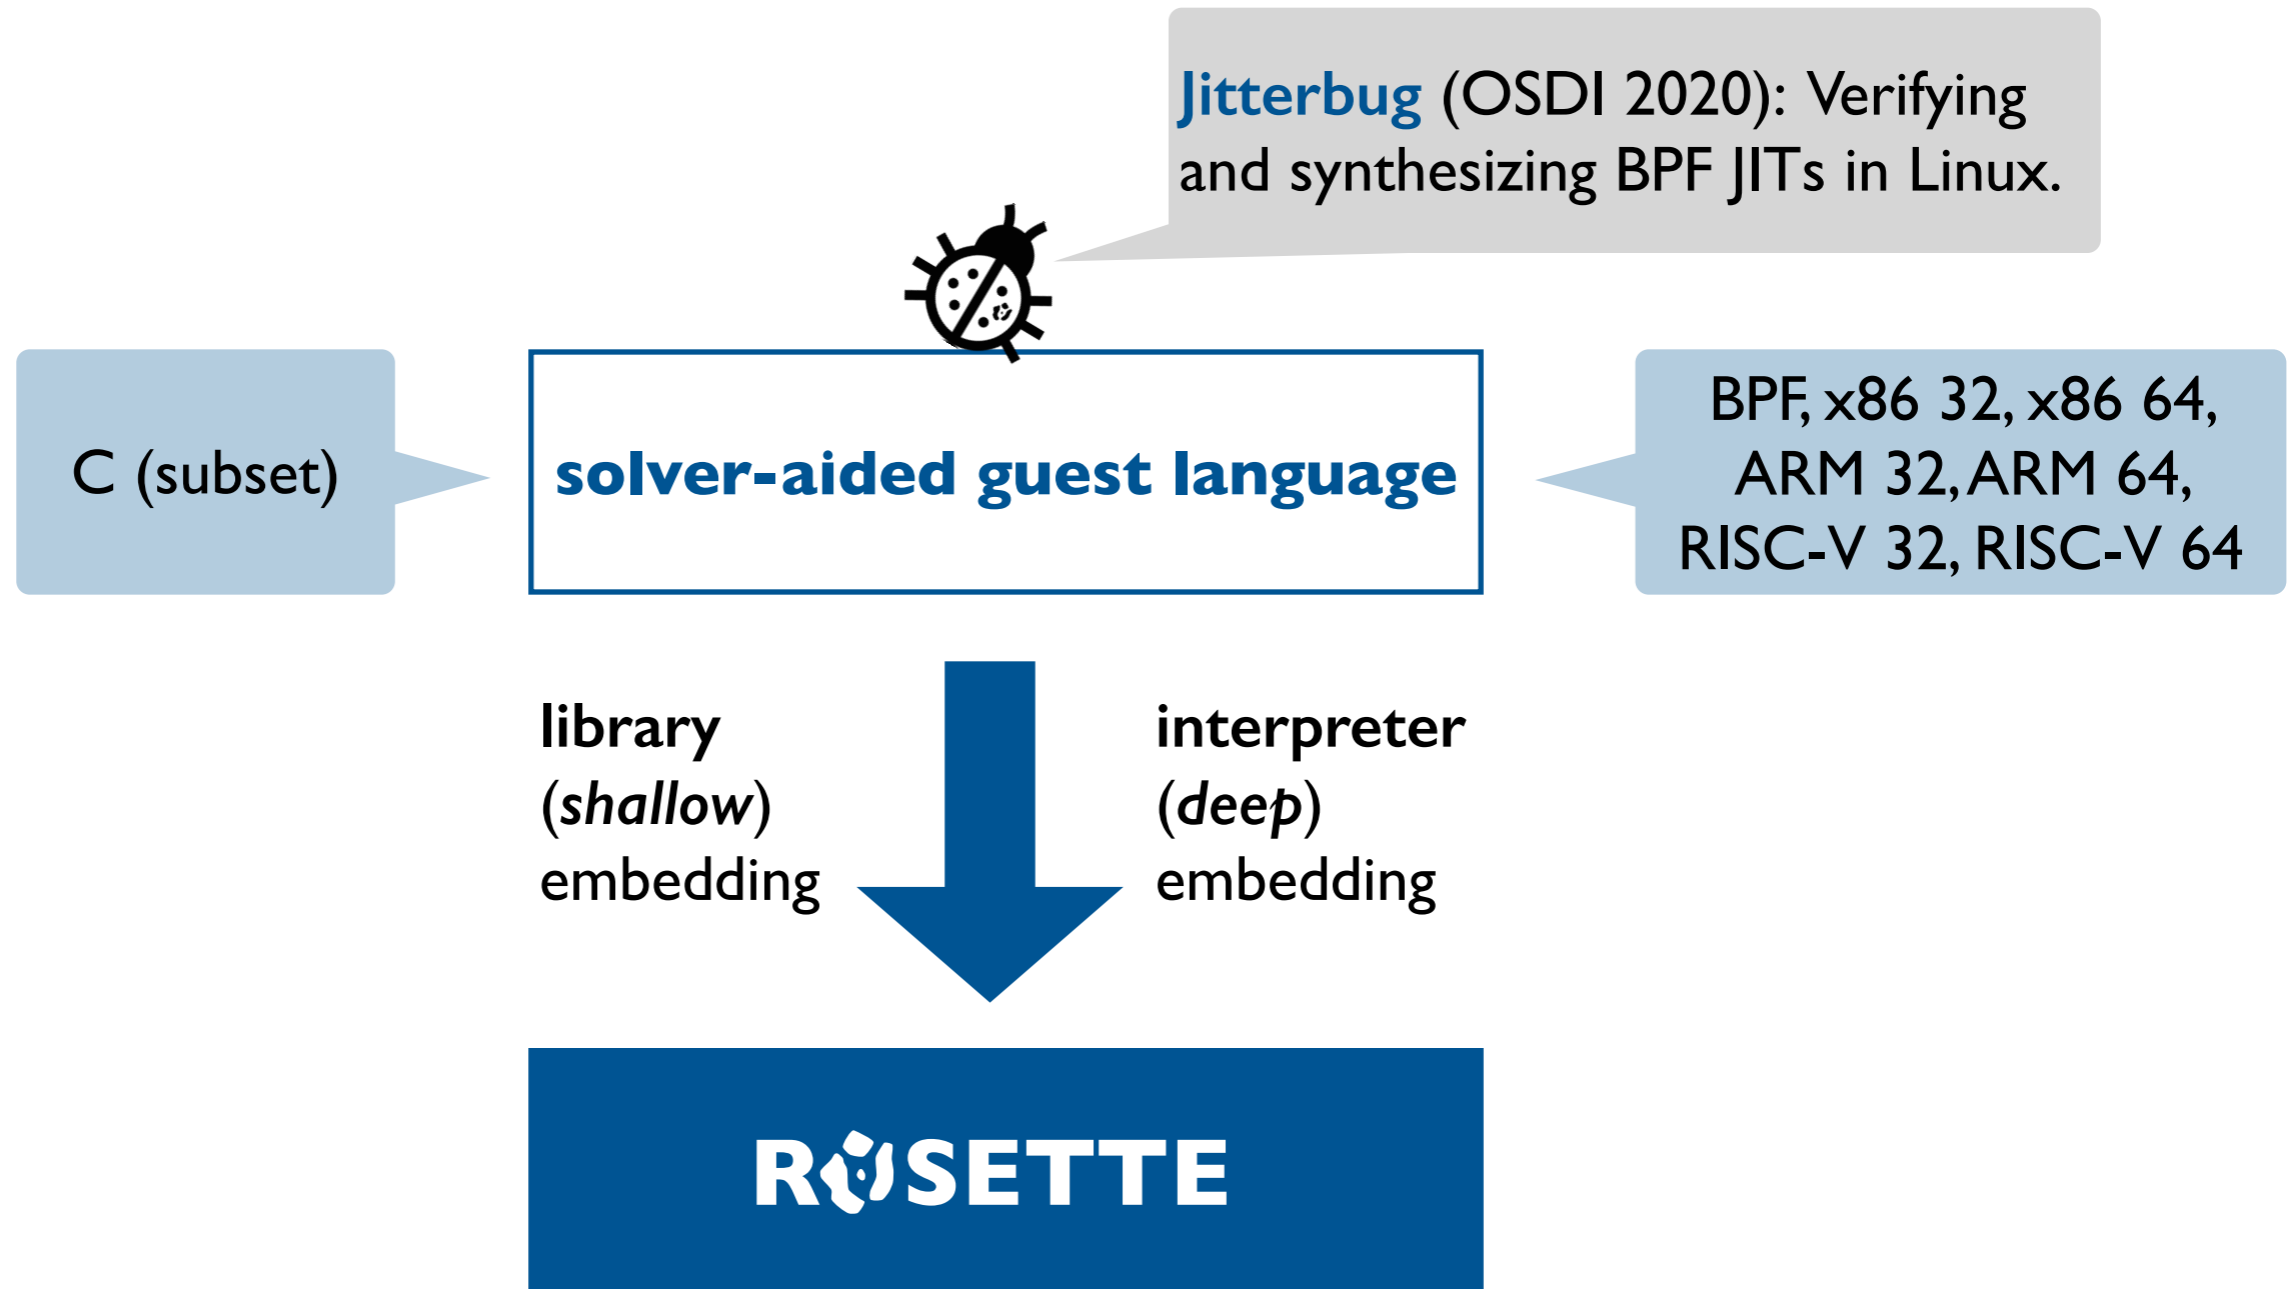 Jitterbug (OSDI 2020): Verifying
and synthesizing BPF JITs in Linux.
C (subset)
solver-aided guest language
BPF, x86 32, x86 64,
ARM 32, ARM 64,
RISC-V 32, RISC-V 64
library
(shallow)
embedding
interpreter
(deep)
embedding
ROSETTE